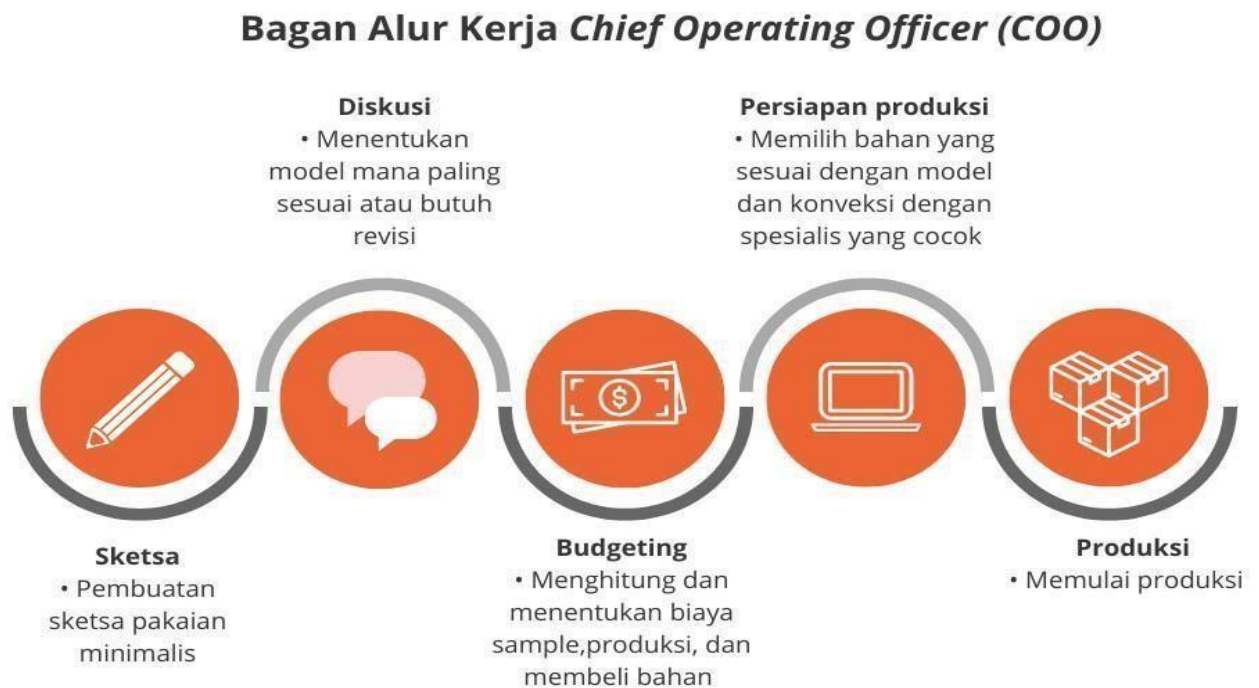 Bagan Alur Kerja Chief Operating Officer (COO)
Sketsa
• Pembuatan
sketsa pakaian
minimalis
Diskusi
• Menentukan
model mana paling
sesuai atau butuh
revisi
Budgeting
• Menghitung dan
menentukan biaya
sample,produksi, dan
membeli bahan
Persiapan produksi
• Memilih bahan yang
sesuai dengan model
dan konveksi dengan
spesialis yang cocok
Produksi
• Memulai produksi